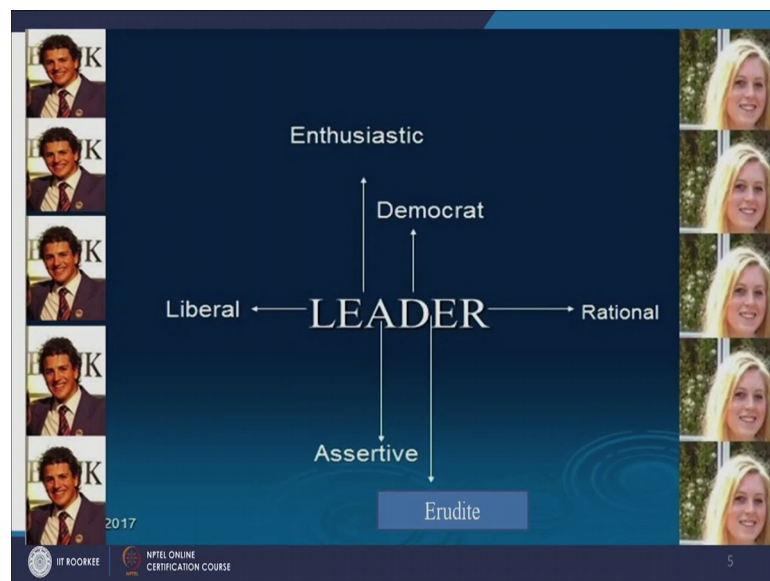 Enthusiastic
Democrat
Liberal
LEADER
Rational
Assertive
Erudite
2017
IIT ROORKEE
NPTEL ONLINE
CERTIFICATION COURSE
5